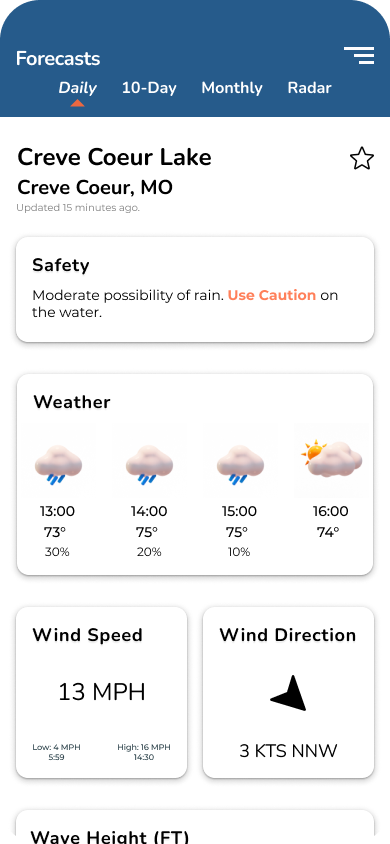 Forecasts
Daily 10-Day Monthly Radar
Creve Coeur Lake
Creve Coeur, MO
Updated 15 minutes ago.
Safety
Moderate possibility of rain. Use Caution on
the water.
Weather
13:00 14:00 15:00 16:00
73° 75° 75° 74°
30% 20% 10%
Wind Speed
13 MPH
Low: 4 MPH
5:59
High: 16 MPH
14:30
Wind Direction
3 KTS NNW
Wave Height (FT)